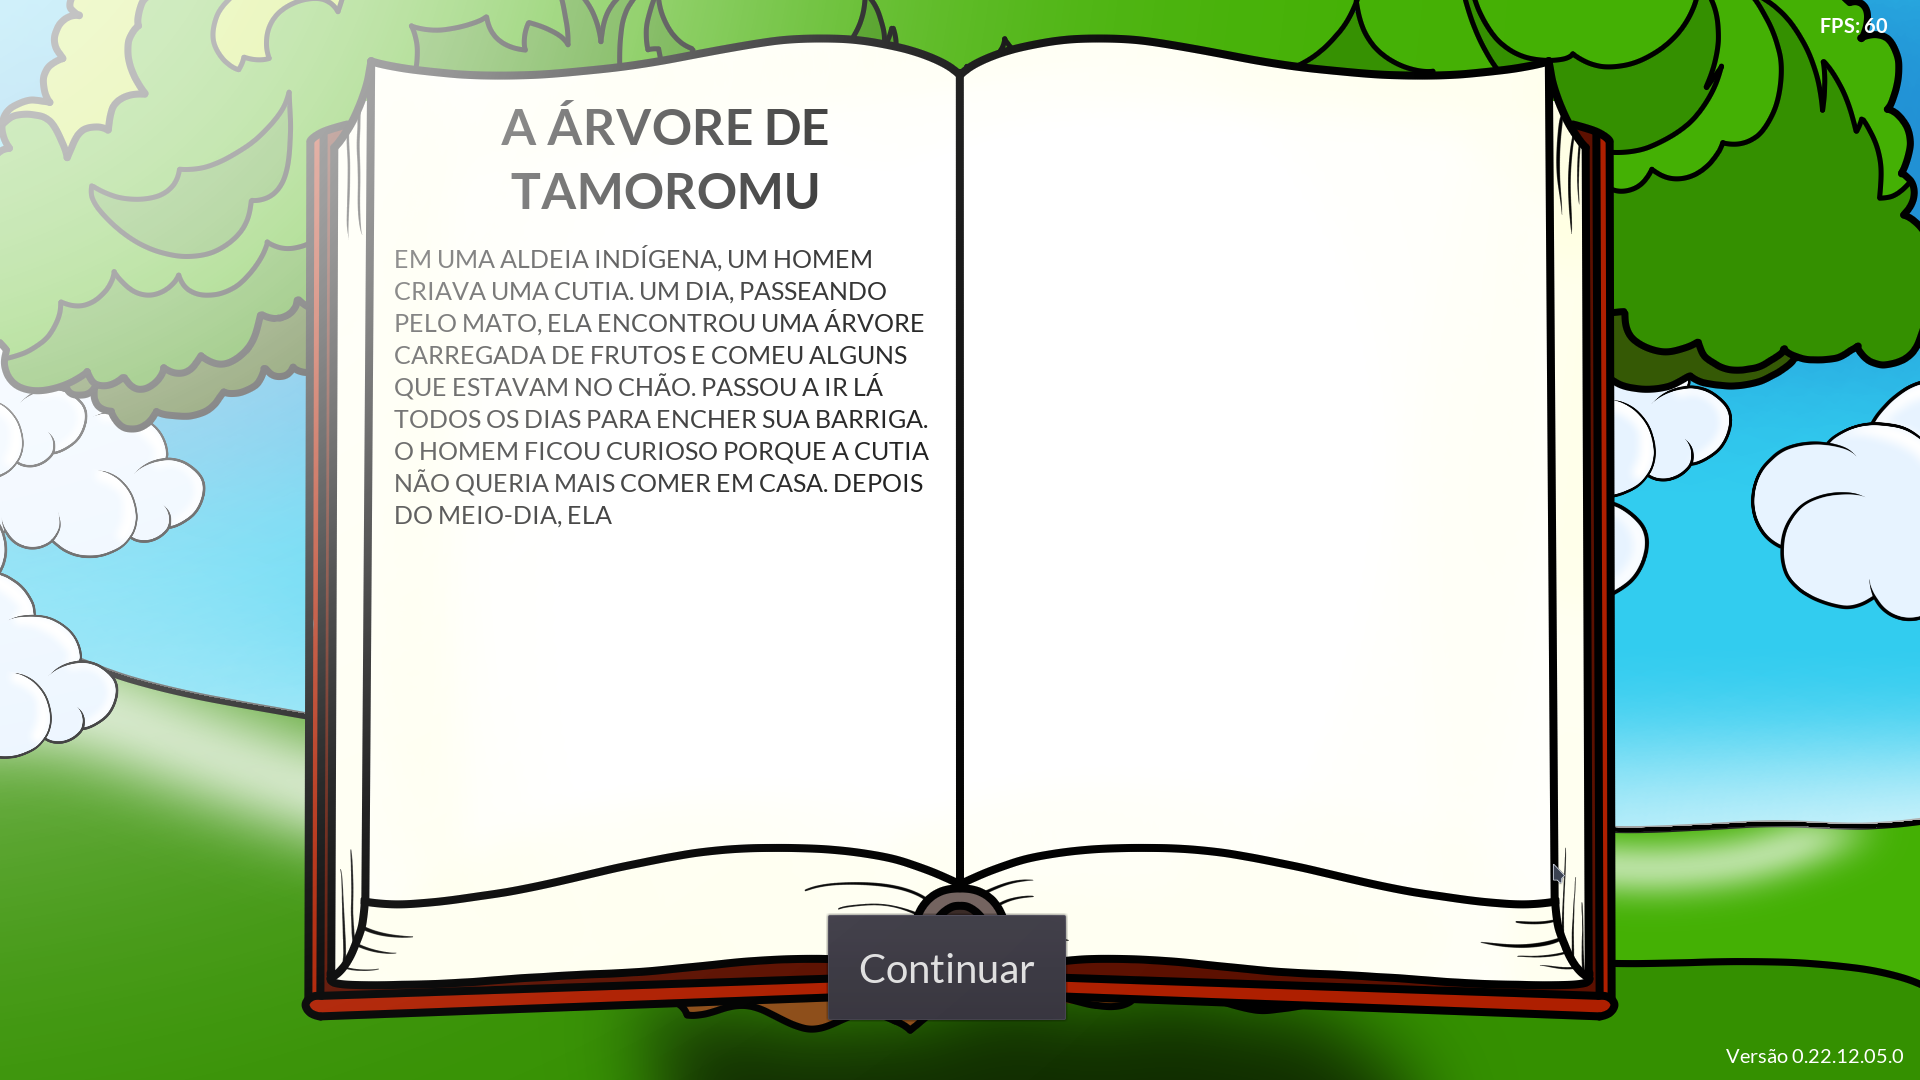 FPS: 60
A ÁRVORE DE
TAMOROMU
EM UMA ALDEIA INDÍGENA, UM HOMEM
CRIAVA UMA CUTIA. UM DIA, PASSEANDO
PELO MATO, ELA ENCONTROU UMA ÁRVORE
CARREGADA DE FRUTOS E COMEU ALGUNS
QUE ESTAVAM NO CHÃO. PASSOU A IR LÁ
TODOS OS DIAS PARA ENCHER SUA BARRIGA.
O HOMEM FICOU CURIOSO PORQUE A CUTIA
NÃO QUERIA MAIS COMER EM CASA. DEPOIS
DO MEIO-DIA, ELA
Continuar
Versão 0.22.12.05.0